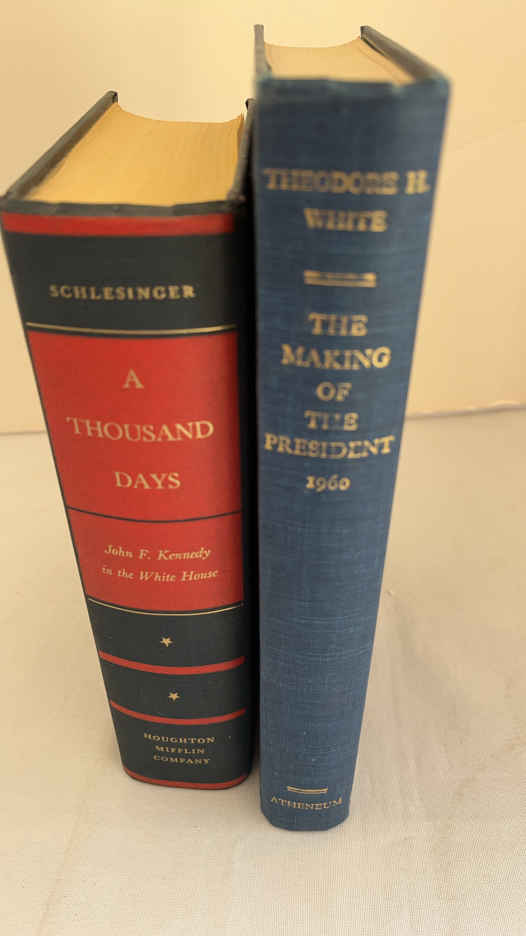 SCHLESINGER
A
THOUSAND
DAYS
John F. Kennedy
in the White House
HOUGHTON
MIFFLIN
COMPANY
THEODORE H.
WHITE
THE
MAKING
OF
THE
PRESIDENT
1960
ATHENEUM